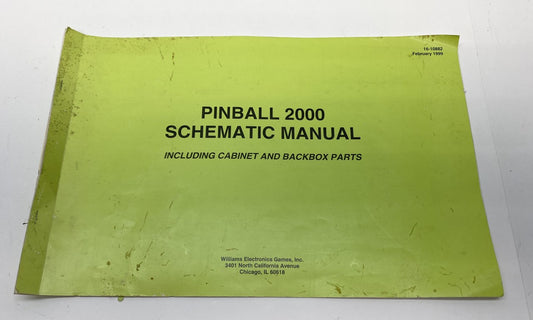 16-10882
February 1999
PINBALL 2000
SCHEMATIC MANUAL
INCLUDING CABINET AND BACKBOX PARTS
Williams Electronics Games, Inc.
3401 North California Avenue
Chicago, IL 60618